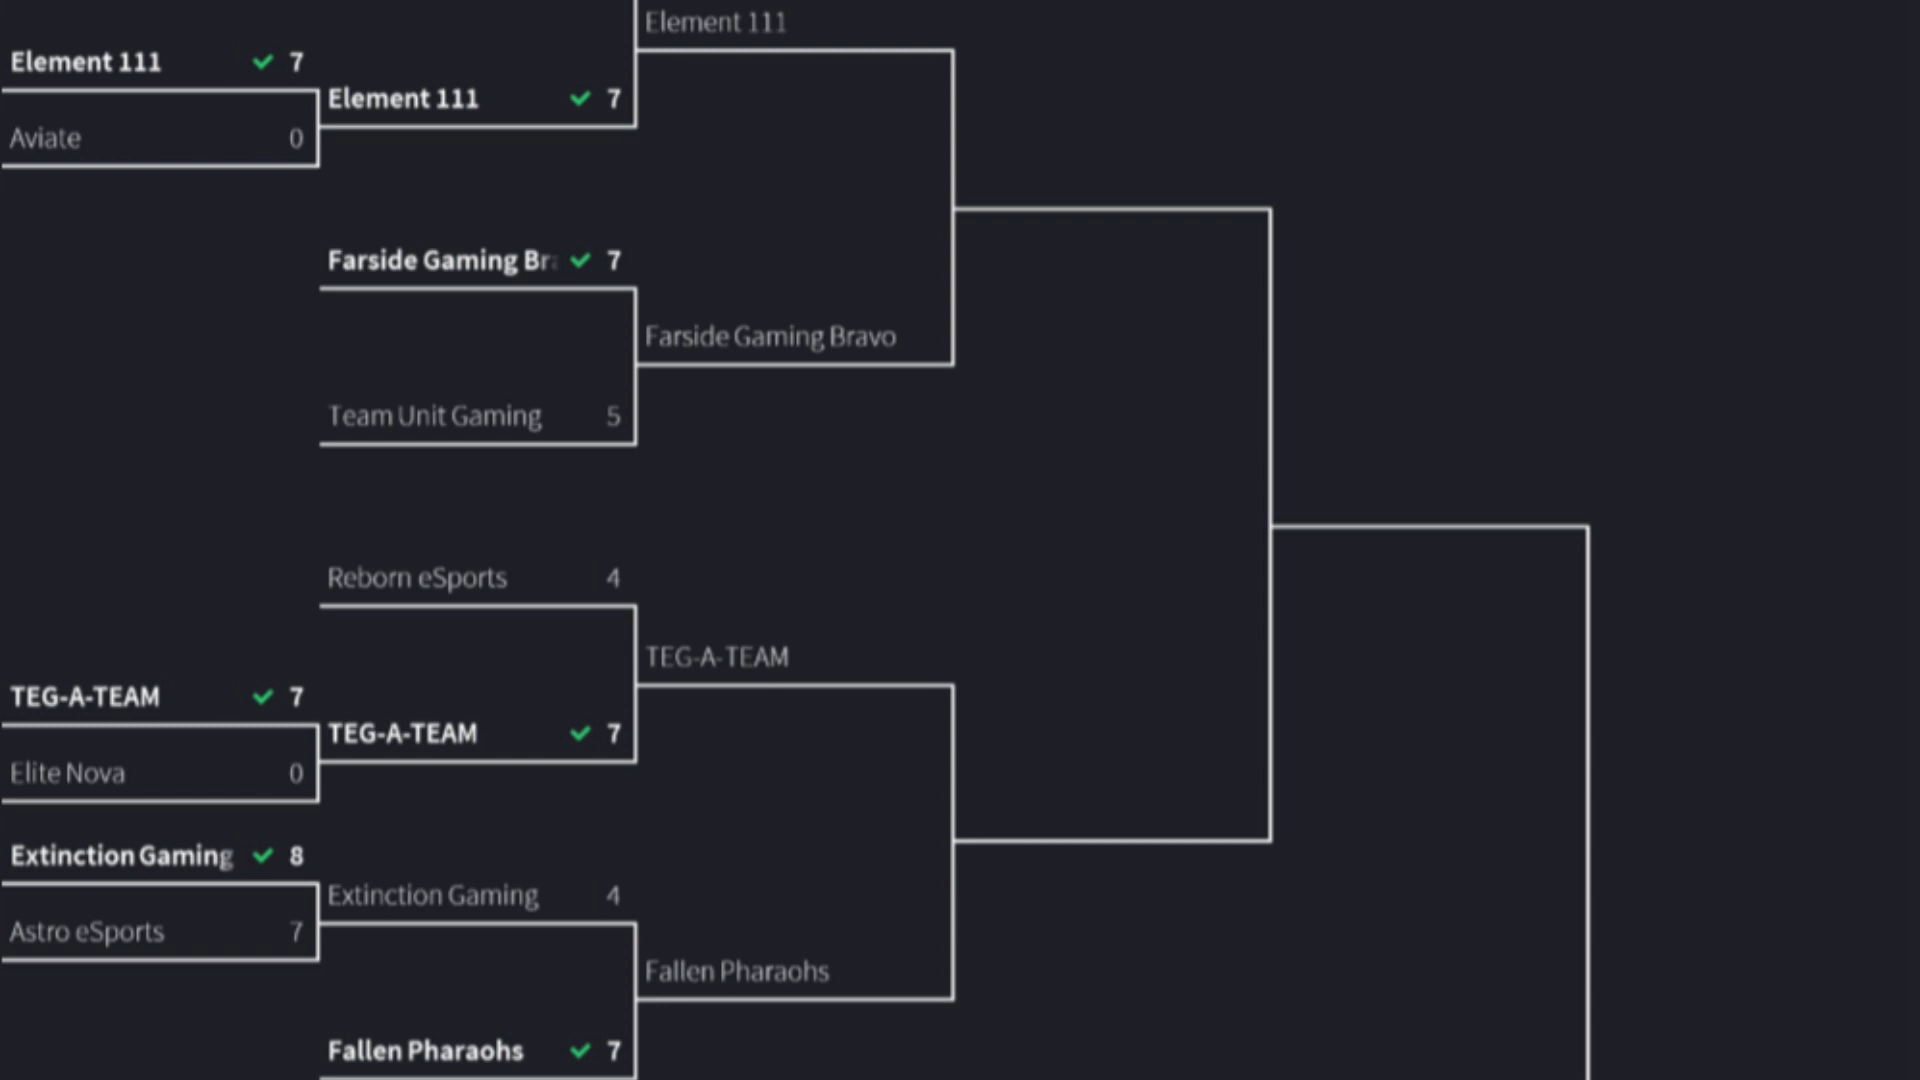 Element 111
Element 111 7
Element 111 7
Aviate 0
Farside Gaming Br 7
Farside Gaming Bravo
Team Unit Gaming 5
Reborn eSports 4
TEG-A-TEAM
TEG-A-TEAM 7
TEG-A-TEAM 7
Elite Nova 0
Extinction Gaming 8
Extinction Gaming 4
Astro eSports 7
Fallen Pharaohs
Fallen Pharaohs 7